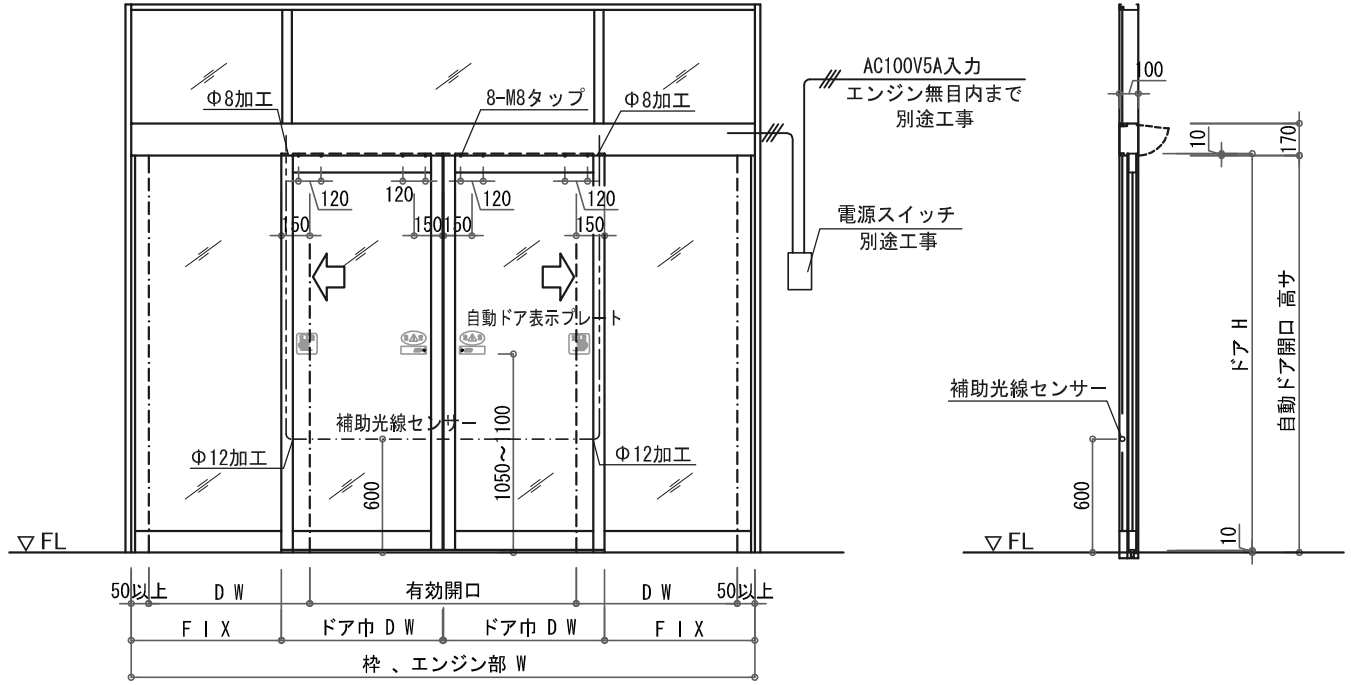 AC100V5A入力
エンジン無目内まで
別途工事
100
Φ8加工
8-M8タップ
Φ8加工
10
170
120
120
120
120
150
150
150
150
電源スイッチ
別途工事
自動ドア表示プレート
ドア H
自動ドア開口 高サ
補助光線センサー
補助光線センサー
Φ12加工
Φ12加工
1050～1100
600
600
10
▽FL
▽FL
50以上
DW
有効開口
DW
50以上
FIX
ドア巾 DW
ドア巾 DW
FIX
枠 、エンジン部 W